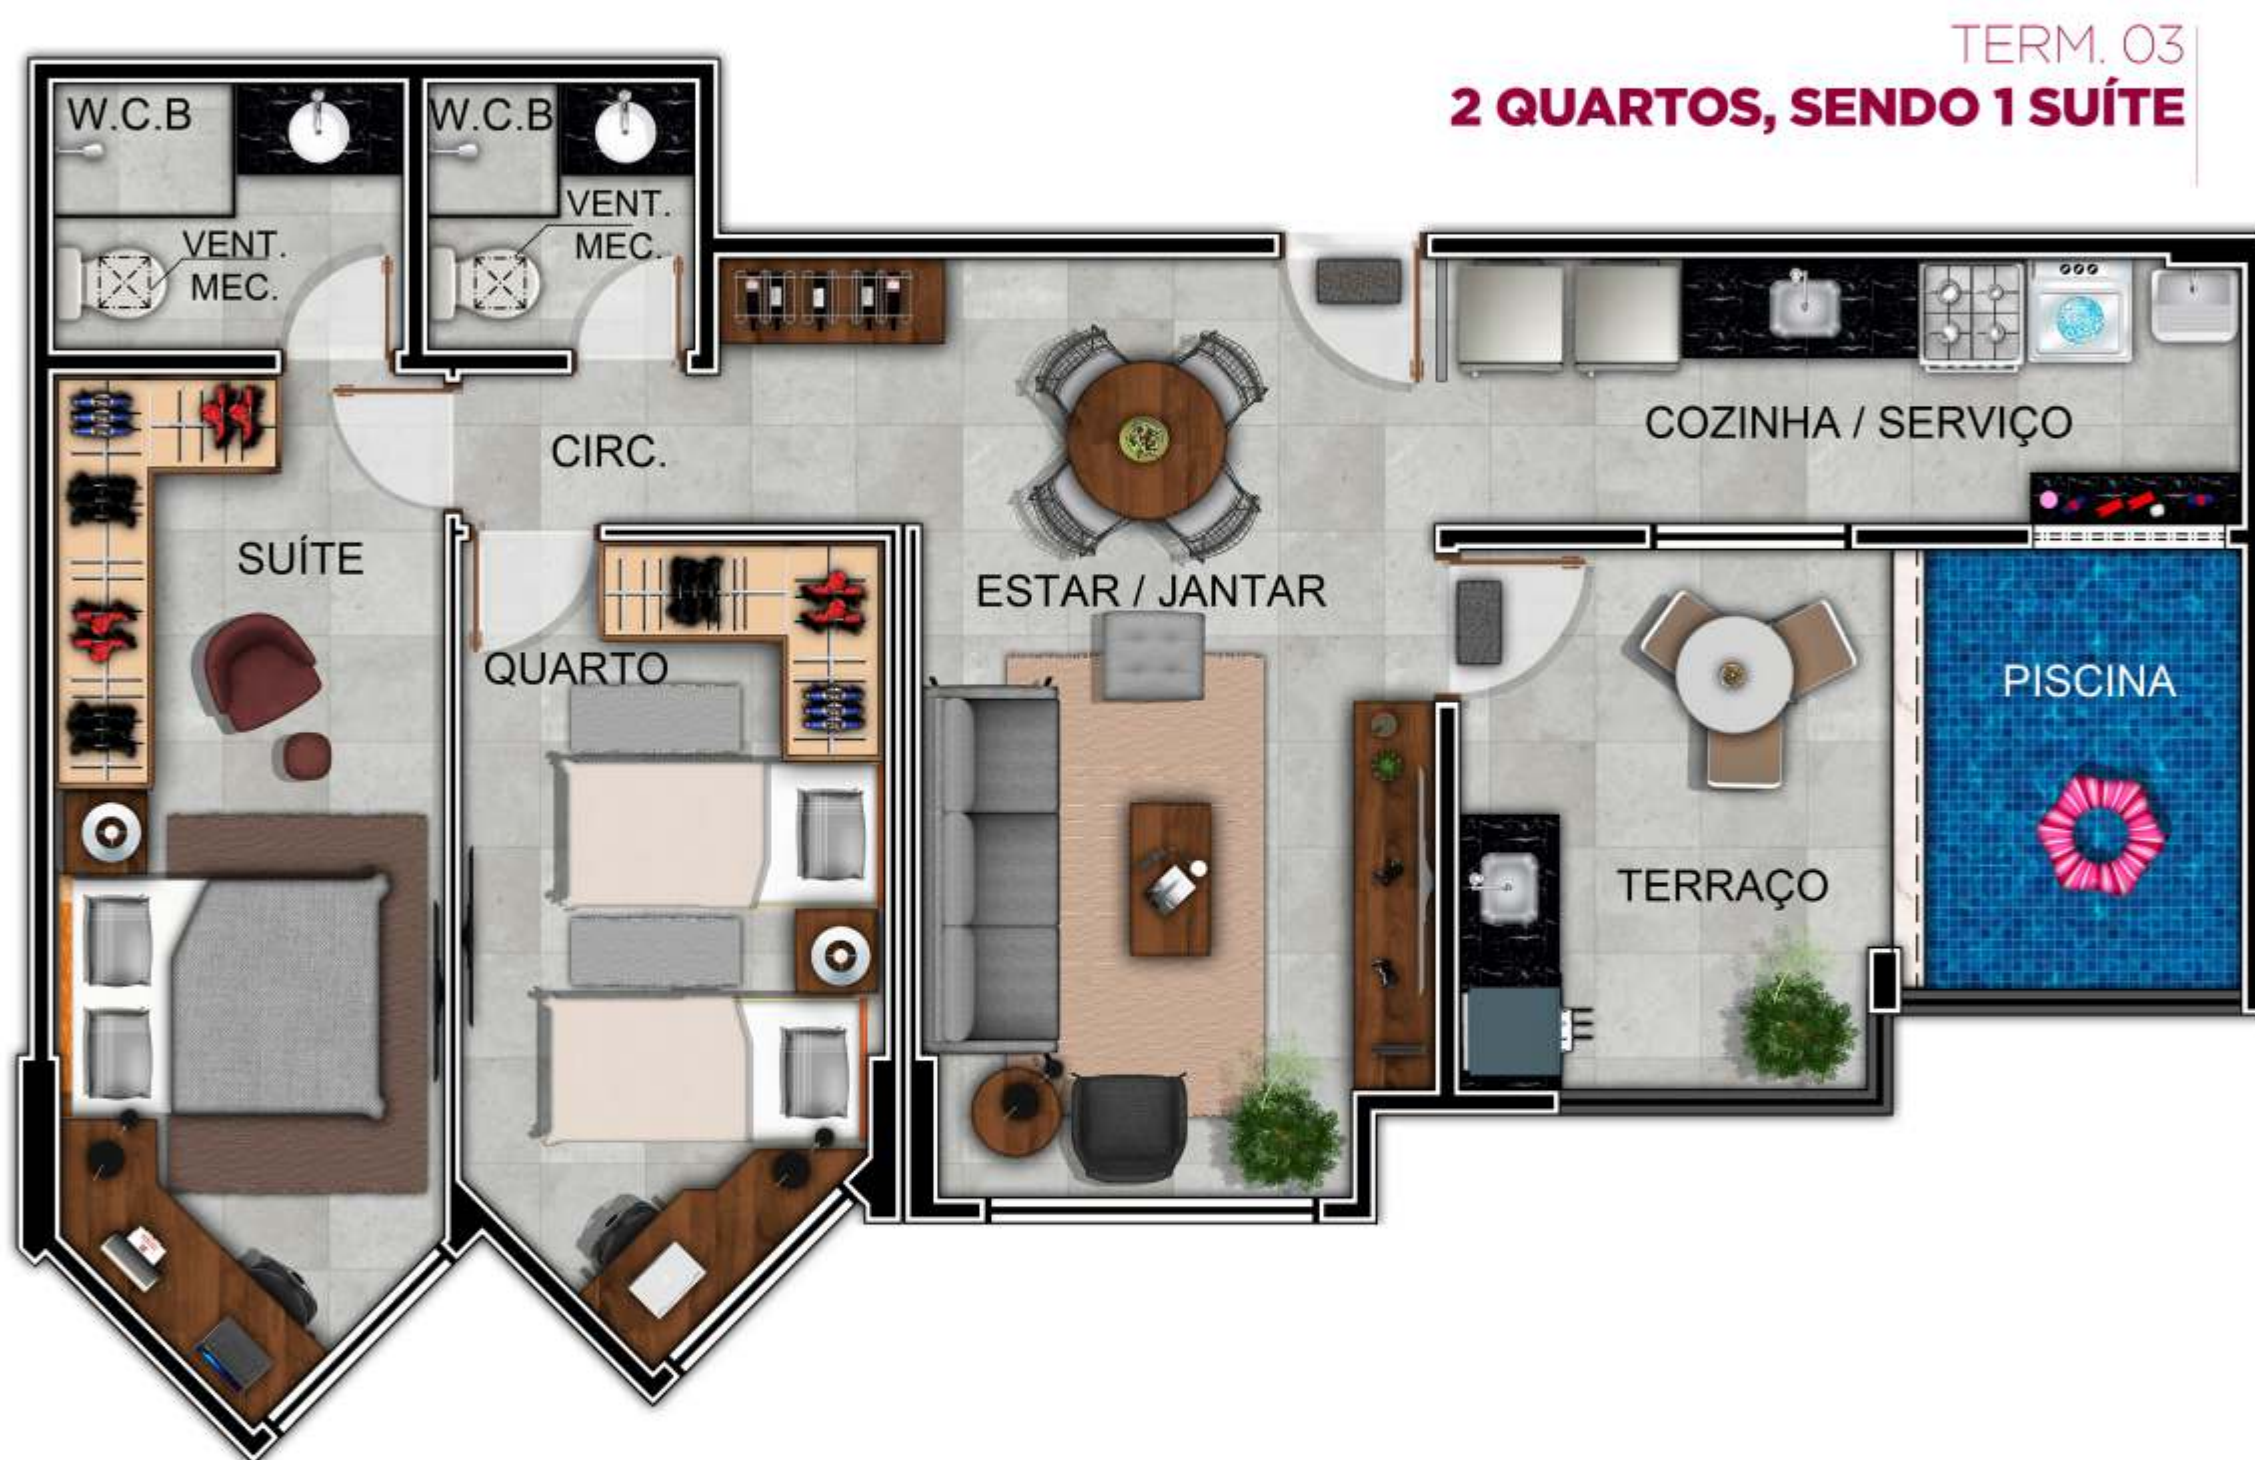 TERM. 03
2 QUARTOS, SENDO 1 SUÍTE
W.C.B
W.C.B
VENT.
MEC.
VENT.
MEC.
COZINHA / SERVIÇO
CIRC.
SUÍTE
ESTAR / JANTAR
QUARTO
PISCINA
TERRAÇO